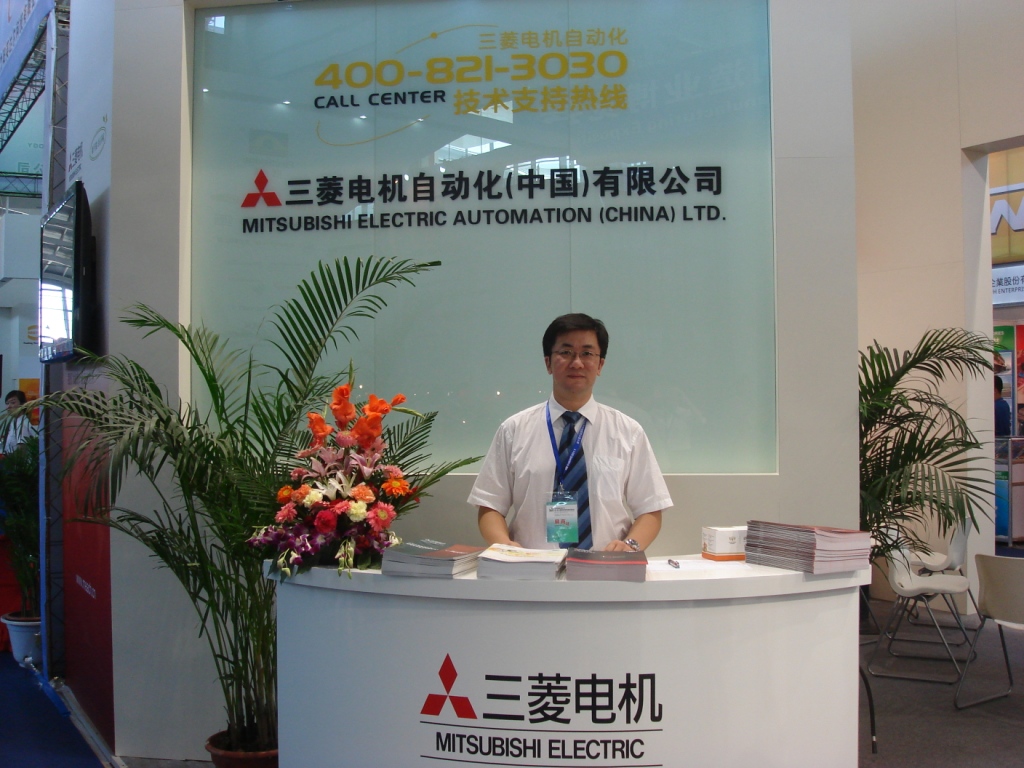 三菱电机自动化
400-821-3030
CALL CENTER 技术支持热线
三菱电机自动化(中国)有限公司
MITSUBISHI ELECTRIC AUTOMATION (CHINA) LTD.
三菱电机
MITSUBISHI ELECTRIC